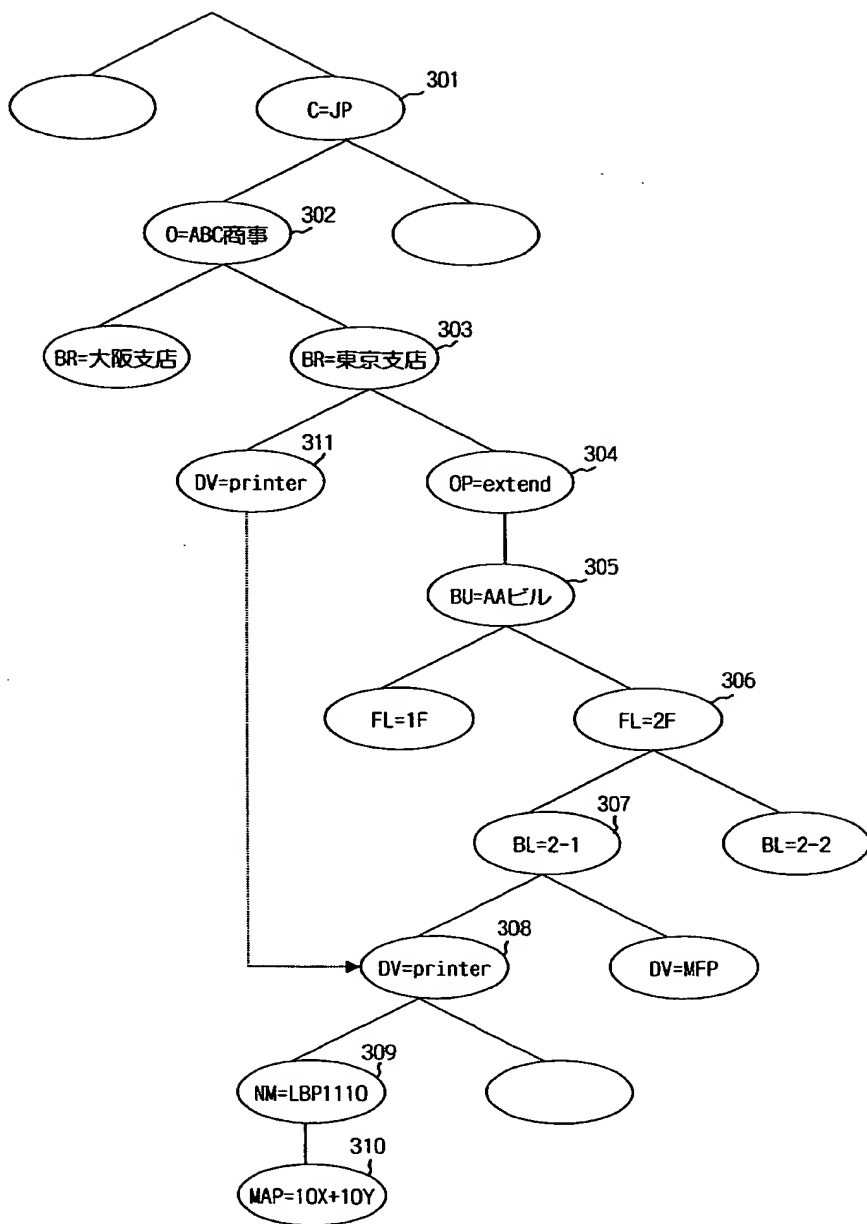 301
C=JP
302
O=ABC商事
303
BR=大阪支店
BR=東京支店
311
304
DV=printer
OP=extend
305
BU=AAビル
306
FL=1F
FL=2F
307
BL=2-1
BL=2-2
308
DV=printer
DV=MFP
309
NM=LBP1110
310
MAP=10X+10Y